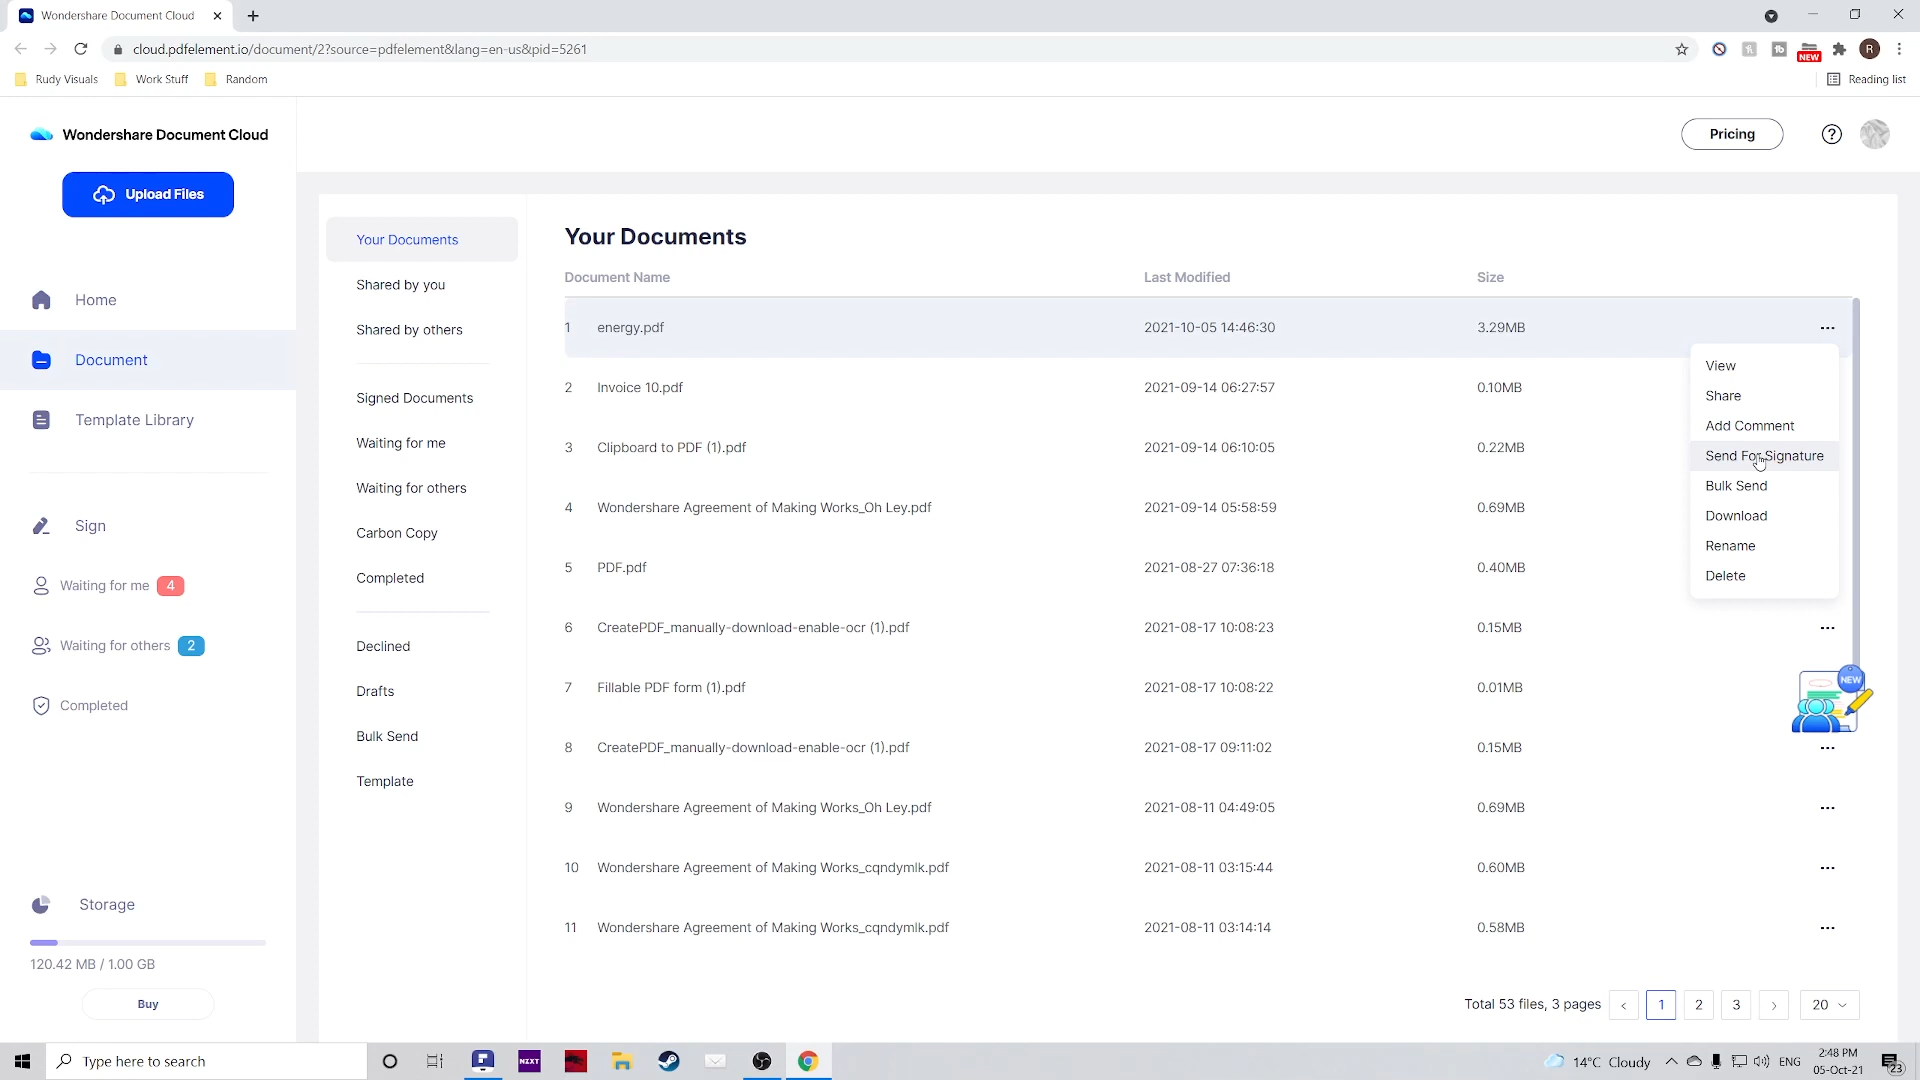 Wondershare Document Cloud
cloud.pdfelement.io/document/2?source=pdfelement&lang=en-us&pid=5261
NEW
R
Rudy Visuals
Work Stuff
Random
Reading list
Wondershare Document Cloud
Pricing
?
Upload Files
Home
Document
Template Library
Sign
Waiting for me 4
Waiting for others 2
Completed
Storage
120.42 MB / 1.00 GB
Buy
Your Documents
Shared by you
Shared by others
Signed Documents
Waiting for me
Waiting for others
Carbon Copy
Completed
Declined
Drafts
Bulk Send
Template
Your Documents
Document Name Last Modified Size
1 energy.pdf 2021-10-05 14:46:30 3.29MB
2 Invoice 10.pdf 2021-09-14 06:27:57 0.10MB
3 Clipboard to PDF (1).pdf 2021-09-14 06:10:05 0.22MB
4 Wondershare Agreement of Making Works_Oh Ley.pdf 2021-09-14 05:58:59 0.69MB
5 PDF.pdf 2021-08-27 07:36:18 0.40MB
6 CreatePDF_manually-download-enable-ocr (1).pdf 2021-08-17 10:08:23 0.15MB
7 Fillable PDF form (1).pdf 2021-08-17 10:08:22 0.01MB
8 CreatePDF_manually-download-enable-ocr (1).pdf 2021-08-17 09:11:02 0.15MB
9 Wondershare Agreement of Making Works_Oh Ley.pdf 2021-08-11 04:49:05 0.69MB
10 Wondershare Agreement of Making Works_cqndymlk.pdf 2021-08-11 03:15:44 0.60MB
11 Wondershare Agreement of Making Works_cqndymlk.pdf 2021-08-11 03:14:14 0.58MB
View
Share
Add Comment
Send For Signature
Bulk Send
Download
Rename
Delete
NEW
Total 53 files, 3 pages < 1 2 3 > 20
Type here to search
NZXT
14°C Cloudy
ENG
2:48 PM
05-Oct-21
23